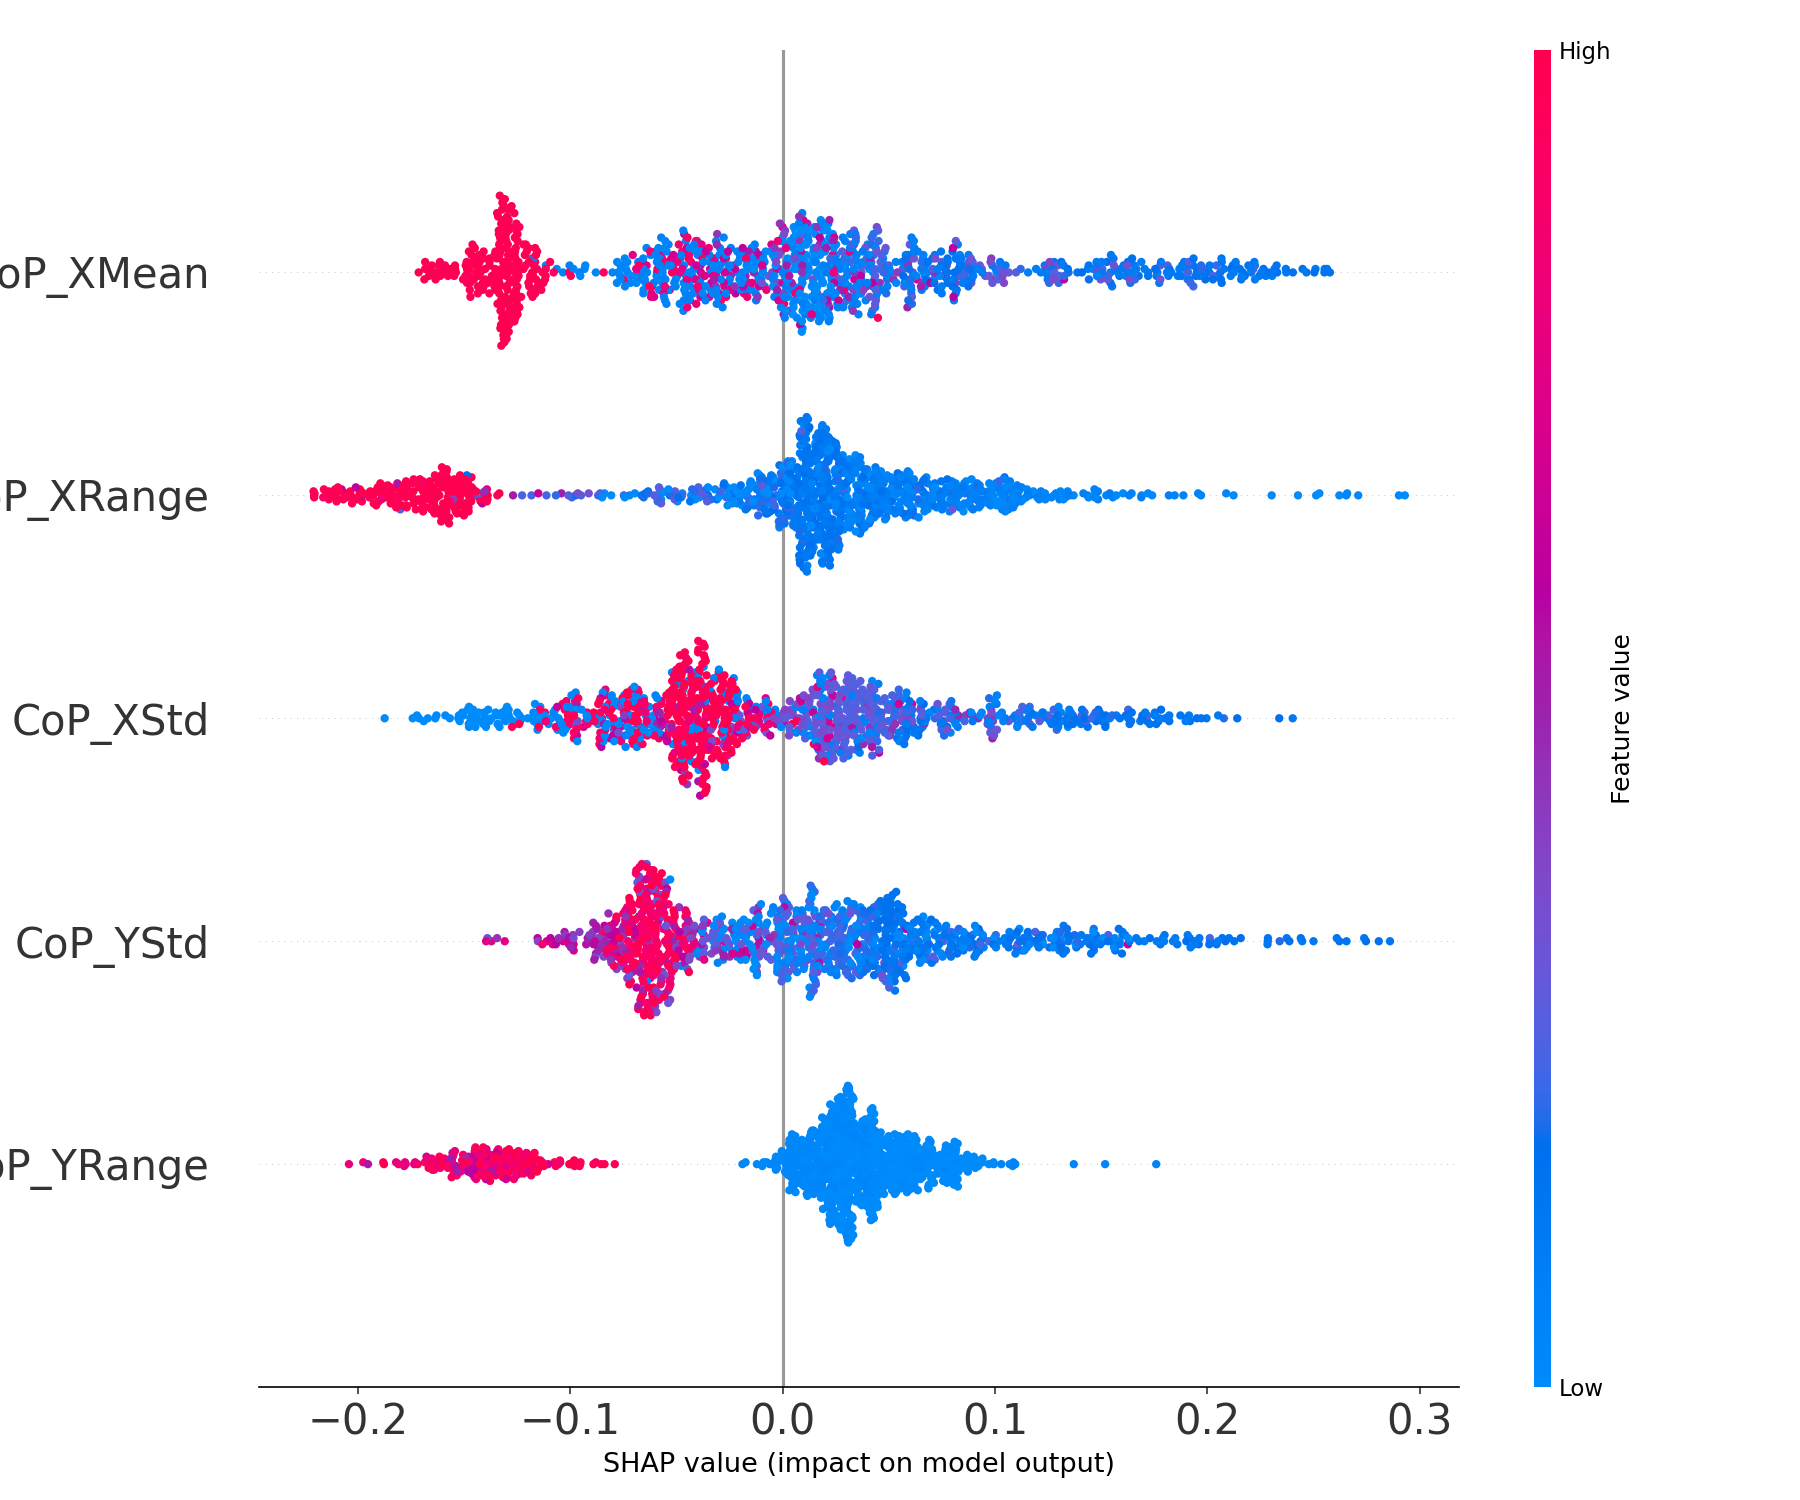 High
oP_XMean
P_XRange
CoP_XStd
Feature value
CoP_YStd
oP_YRange
Low
−0.2 −0.1 0.0 0.1 0.2 0.3
SHAP value (impact on model output)